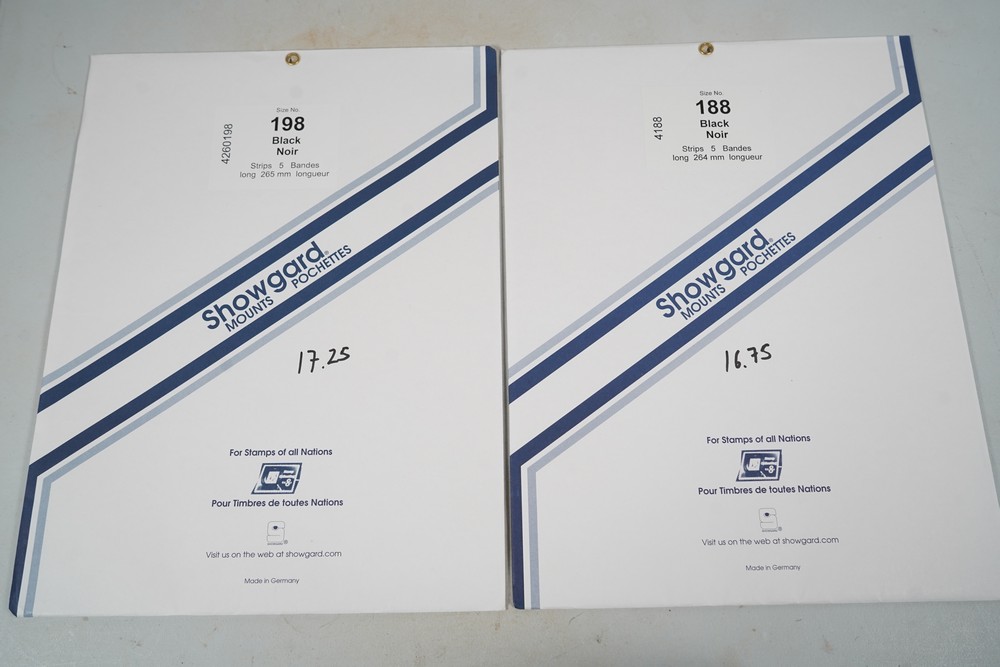 Size No.
198
Black
Noir
Strips 5 Bandes
long 265 mm longueur
4260198
Showgard®
MOUNTS POCHETTES
17.25
For Stamps of all Nations
Pour Timbres de toutes Nations
Visit us on the web at showgard.com
Made in Germany
Size No.
188
Black
Noir
Strips 5 Bandes
long 264 mm longueur
4188
Showgard®
MOUNTS POCHETTES
16.75
For Stamps of all Nations
Pour Timbres de toutes Nations
Visit us on the web at showgard.com
Made in Germany